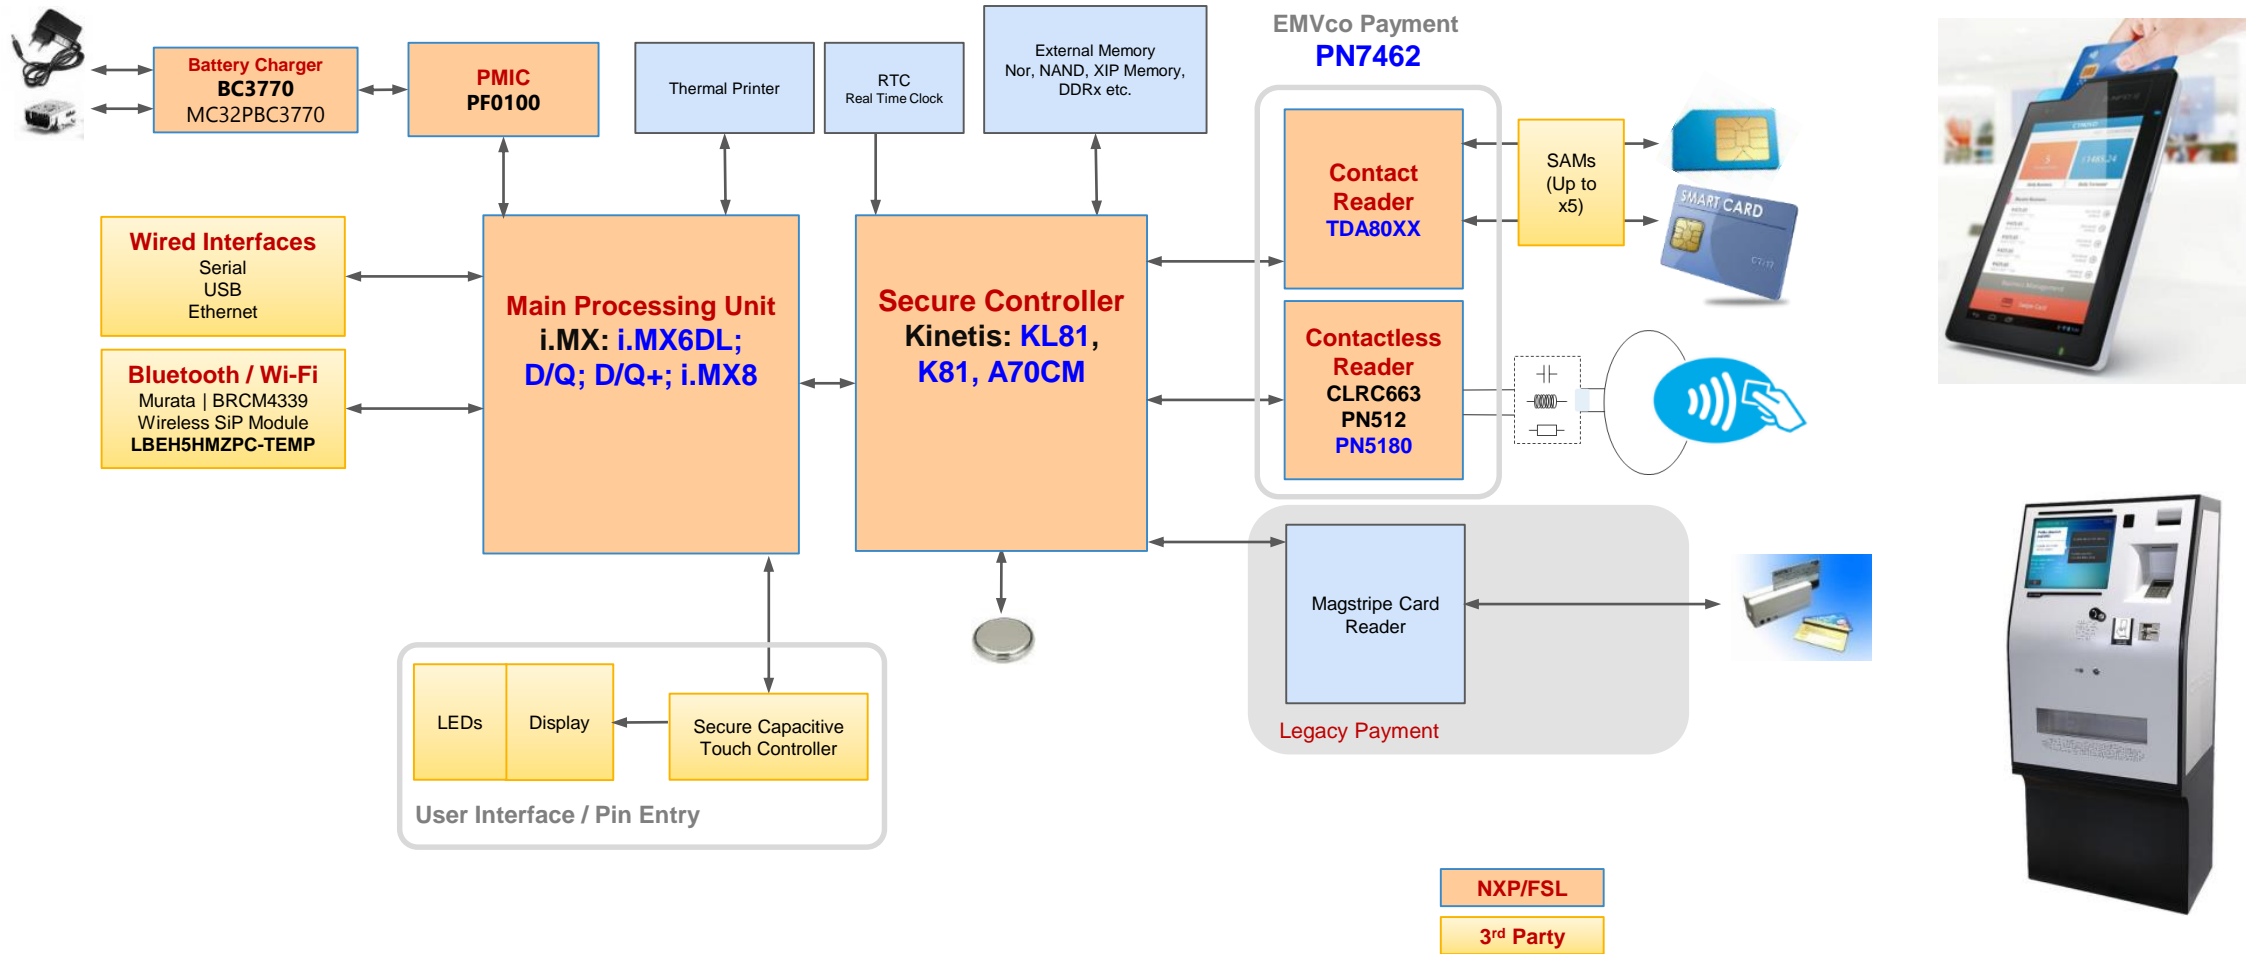 Battery Charger
BC3770
MC32PBC3770
PMIC
PF0100
Thermal Printer
RTC
Real Time Clock
External Memory
Nor, NAND, XIP Memory,
DDRx etc.
EMVco Payment
PN7462
Contact
Reader
TDA80XX
SAMs
(Up to
x5)
SMART CARD
Wired Interfaces
Serial
USB
Ethernet
Bluetooth / Wi-Fi
Murata | BRCM4339
Wireless SiP Module
LBEH5HMZPC-TEMP
Main Processing Unit
i.MX: i.MX6DL;
D/Q; D/Q+; i.MX8
Secure Controller
Kinetis: KL81,
K81, A70CM
Contactless
Reader
CLRC663
PN512
PN5180
Magstripe Card
Reader
Legacy Payment
LEDs
Display
Secure Capacitive
Touch Controller
User Interface / Pin Entry
NXP/FSL
3rd Party